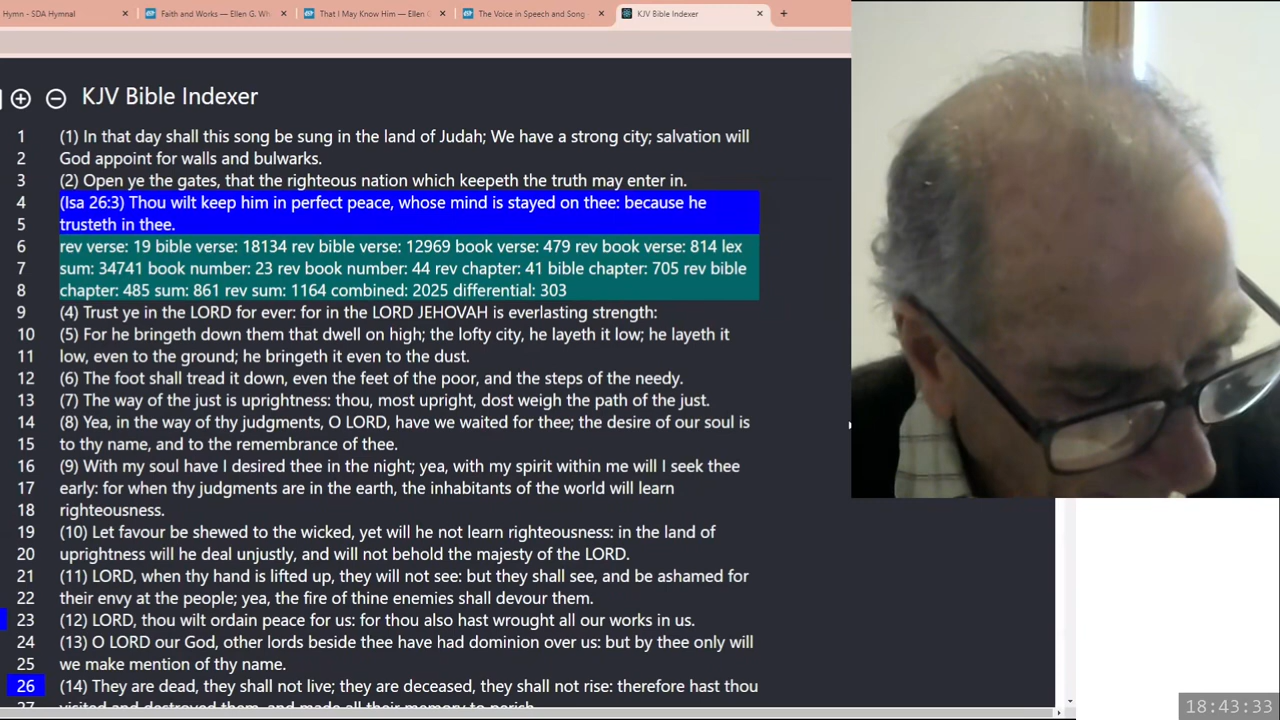 Hymn - SDA Hymnal
Faith and Works — Ellen G. Wh
That I May Know Him — Ellen
The Voice in Speech and Song
KJV Bible Indexer
KJV Bible Indexer
1 (1) In that day shall this song be sung in the land of Judah; We have a strong city; salvation will
2 God appoint for walls and bulwarks.
3 (2) Open ye the gates, that the righteous nation which keepeth the truth may enter in.
4 (Isa 26:3) Thou wilt keep him in perfect peace, whose mind is stayed on thee: because he
5 trusteth in thee.
6 rev verse: 19 bible verse: 18134 rev bible verse: 12969 book verse: 479 rev book verse: 814 lex
7 sum: 34741 book number: 23 rev book number: 44 rev chapter: 41 bible chapter: 705 rev bible
8 chapter: 485 sum: 861 rev sum: 1164 combined: 2025 differential: 303
9 (4) Trust ye in the LORD for ever: for in the LORD JEHOVAH is everlasting strength:
10 (5) For he bringeth down them that dwell on high; the lofty city, he layeth it low; he layeth it
11 low, even to the ground; he bringeth it even to the dust.
12 (6) The foot shall tread it down, even the feet of the poor, and the steps of the needy.
13 (7) The way of the just is uprightness: thou, most upright, dost weigh the path of the just.
14 (8) Yea, in the way of thy judgments, O LORD, have we waited for thee; the desire of our soul is
15 to thy name, and to the remembrance of thee.
16 (9) With my soul have I desired thee in the night; yea, with my spirit within me will I seek thee
17 early: for when thy judgments are in the earth, the inhabitants of the world will learn
18 righteousness.
19 (10) Let favour be shewed to the wicked, yet will he not learn righteousness: in the land of
20 uprightness will he deal unjustly, and will not behold the majesty of the LORD.
21 (11) LORD, when thy hand is lifted up, they will not see: but they shall see, and be ashamed for
22 their envy at the people; yea, the fire of thine enemies shall devour them.
23 (12) LORD, thou wilt ordain peace for us: for thou also hast wrought all our works in us.
24 (13) O LORD our God, other lords beside thee have had dominion over us: but by thee only will
25 we make mention of thy name.
26 (14) They are dead, they shall not live; they are deceased, they shall not rise: therefore hast thou
27 visited and destroyed them, and made all their memory to perish.
18:43:33